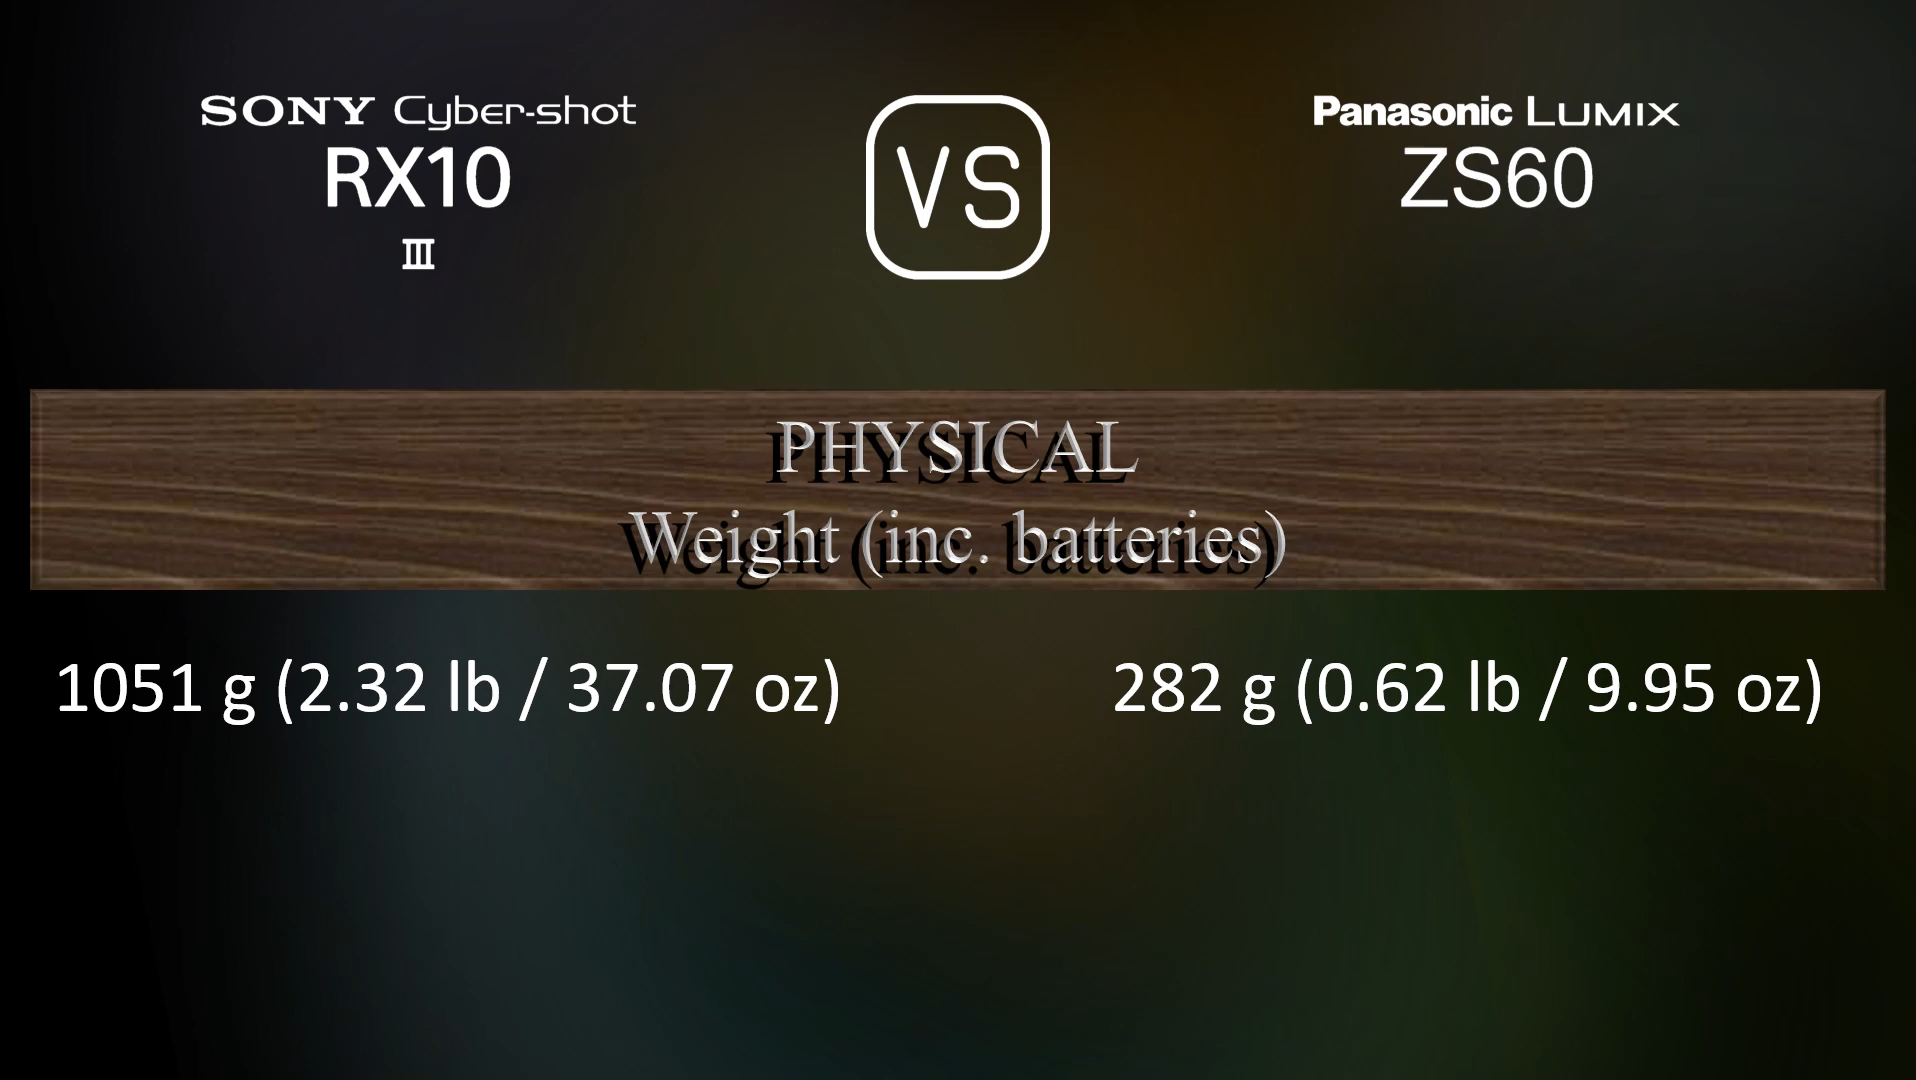 SONY Cyber-shot
RX10
III
VS
Panasonic LUMIX
ZS60
PHYSICAL
Weight (inc. batteries)
1051 g (2.32 lb / 37.07 oz)
282 g (0.62 lb / 9.95 oz)